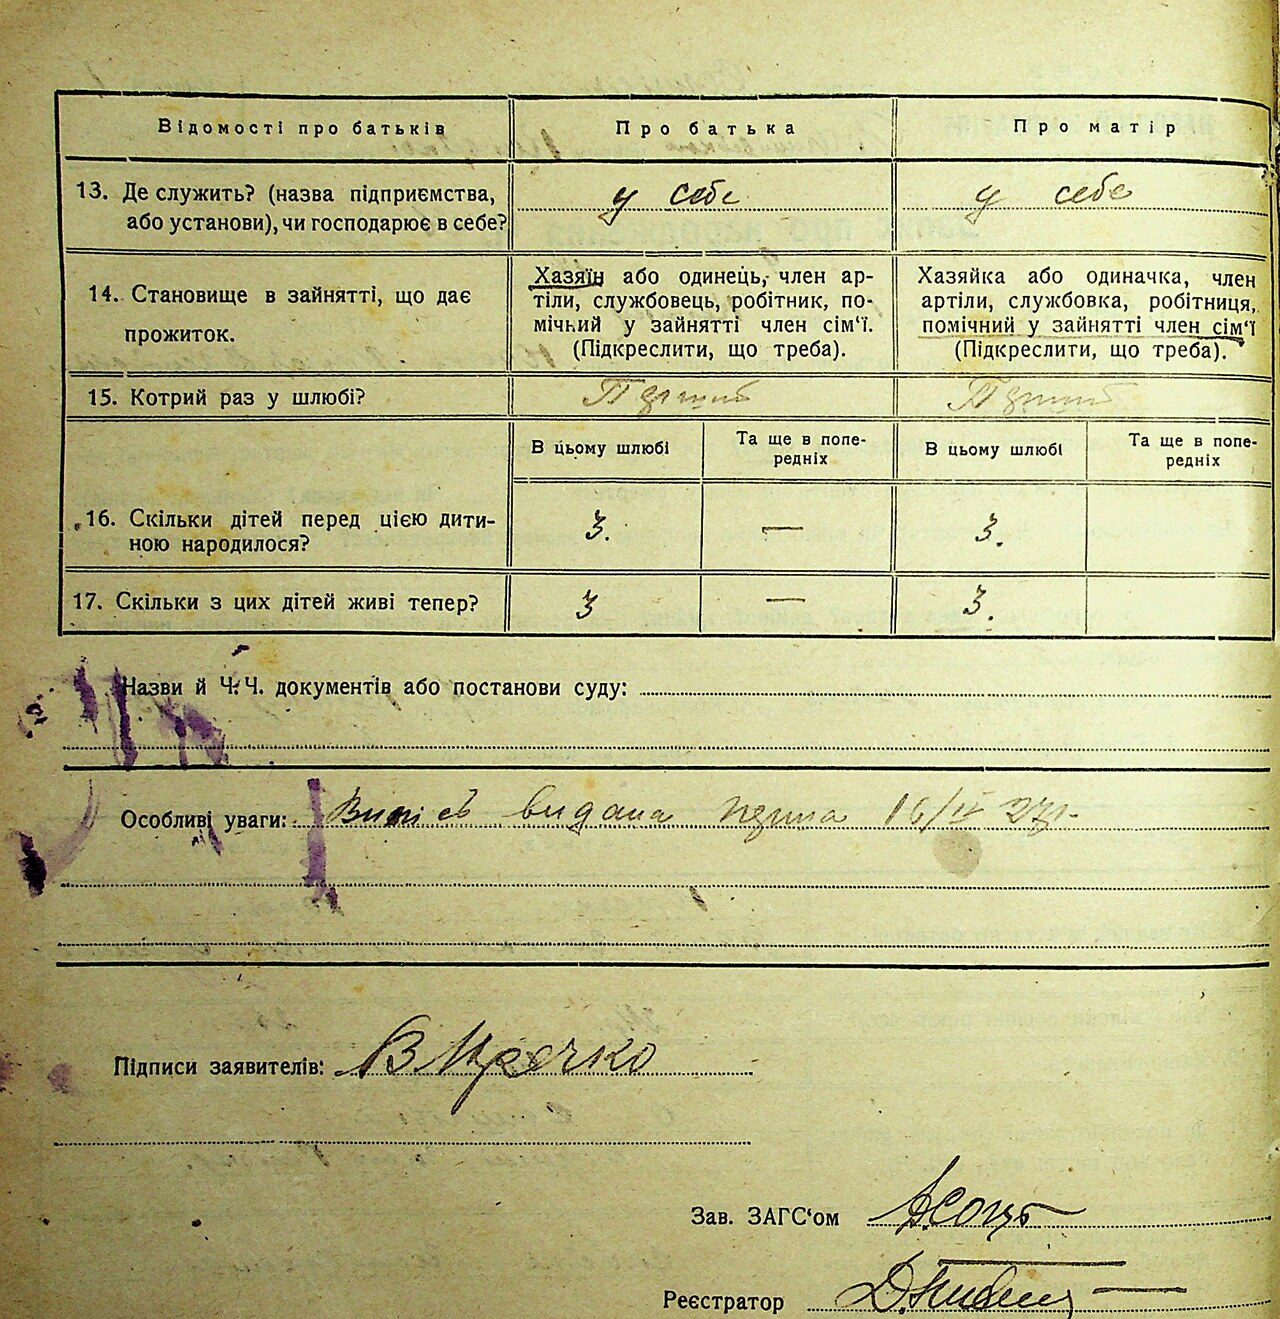 Відомості про батьків
Про батька
Про матір
13. Де служить? (назва підприємства,
або установи), чи господарює в себе?
у себе
у себе
14. Становище в зайнятті, що дає
прожиток.
Хазяїн або одинець, член ар-
тіли, службовець, робітник, по-
мічний у зайнятті член сім‘ї.
(Підкреслити, що треба).
Хазяйка або одиначка, член
артіли, службовка, робітниця,
помічний у зайнятті член сім‘ї
(Підкреслити, що треба).
15. Котрий раз у шлюбі?
В цьому шлюбі
Та ще в попе-
редніх
В цьому шлюбі
Та ще в попе-
редніх
16. Скільки дітей перед цією дити-
ною народилося?
3.
—
3.
17. Скільки з цих дітей живі тепер?
3
—
3.
Назви й Ч.Ч. документів або постанови суду:
Особливі уваги: Випісь видана 16/IV 27р.
Підписи заявителів:
Зав. ЗАГС‘ом
Реєстратор